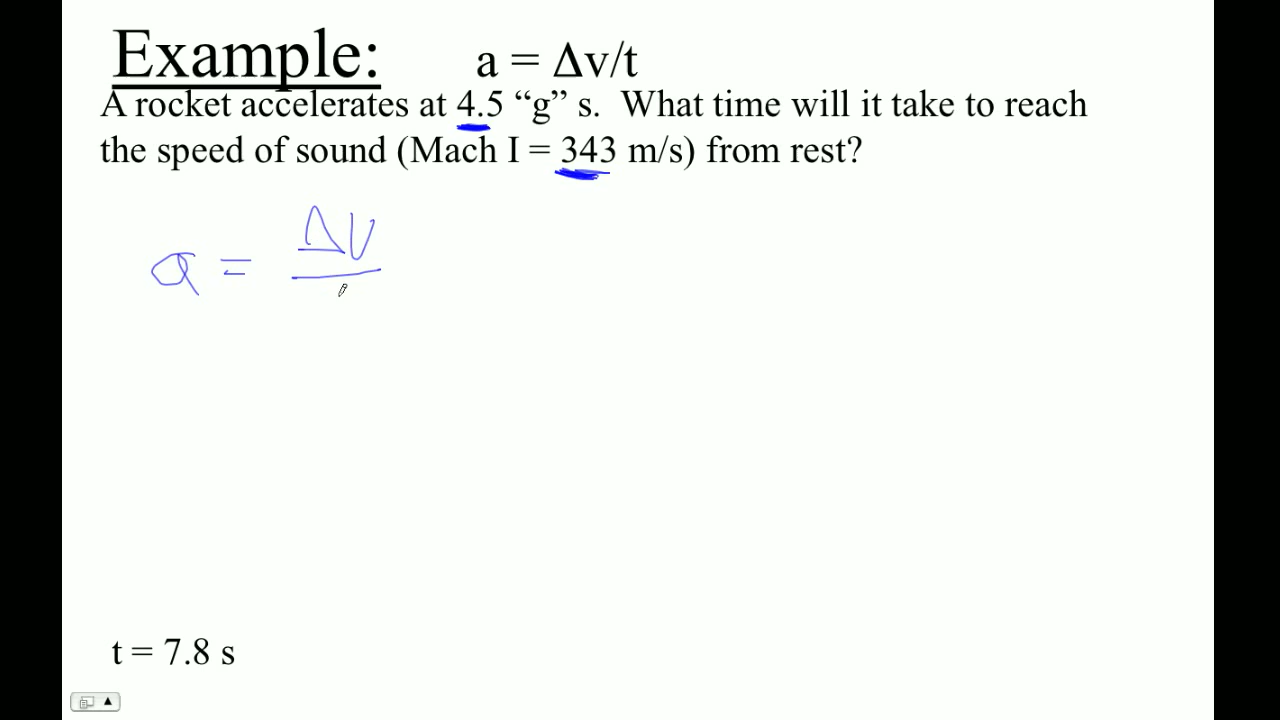 Example: a = Δv/t
A rocket accelerates at 4.5 “g” s. What time will it take to reach
the speed of sound (Mach I = 343 m/s) from rest?
a = ΔV
t = 7.8 s